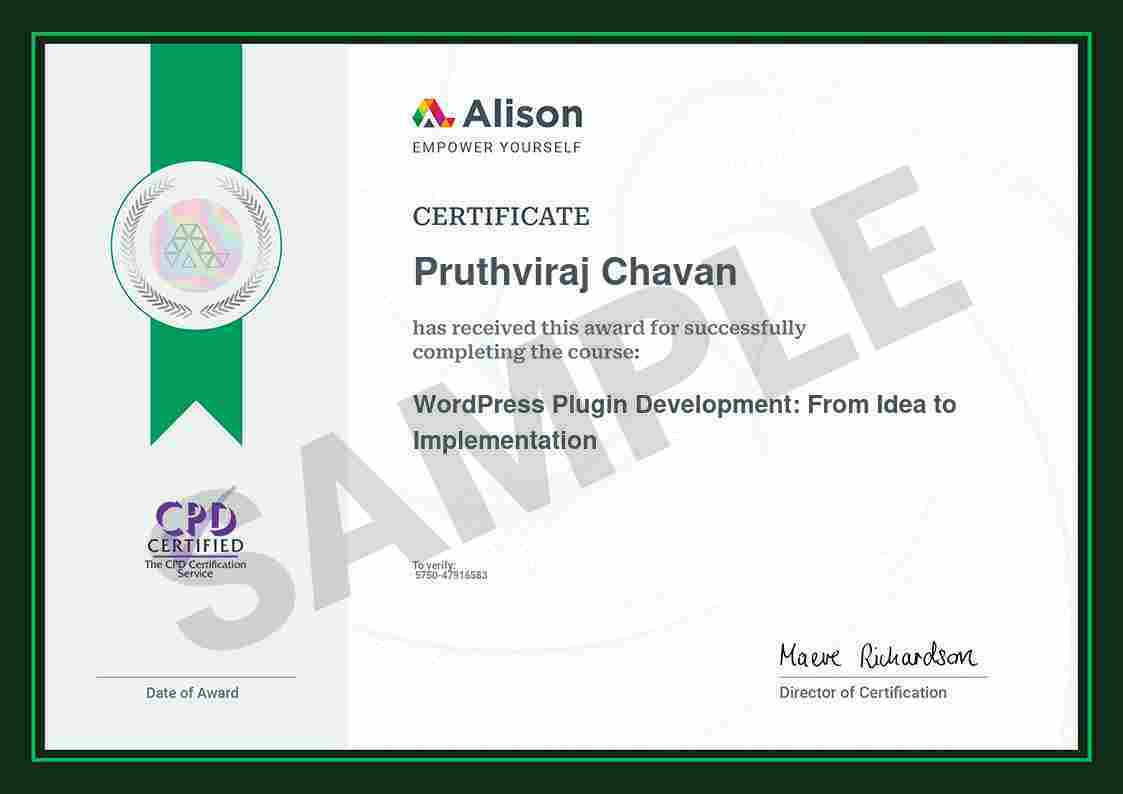 Alison
EMPOWER YOURSELF
CERTIFICATE
Pruthviraj Chavan
has received this award for successfully
completing the course:
WordPress Plugin Development: From Idea to
Implementation
SAMPLE
CPD
CERTIFIED
The CPD Certification
Service
To verify:
5750-47916583
Maeve Richardson
Date of Award
Director of Certification